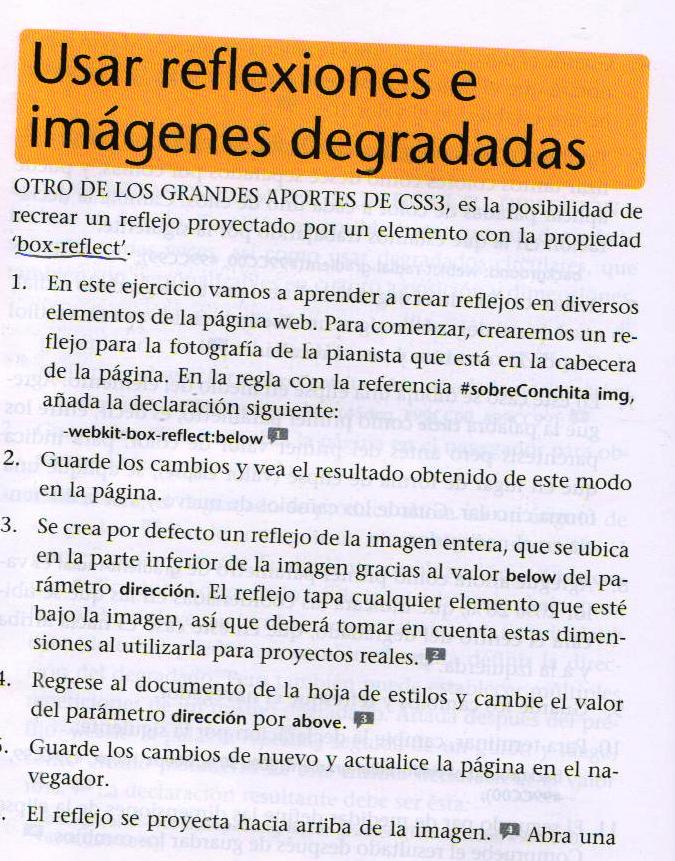 Usar reflexiones e
imágenes degradadas
OTRO DE LOS GRANDES APORTES DE CSS3, es la posibilidad de
recrear un reflejo proyectado por un elemento con la propiedad
‘box-reflect’.
1. En este ejercicio vamos a aprender a crear reflejos en diversos
elementos de la página web. Para comenzar, crearemos un re-
flejo para la fotografía de la pianista que está en la cabecera
de la página. En la regla con la referencia #sobreConchita img,
añada la declaración siguiente:
-webkit-box-reflect:below 1
2. Guarde los cambios y vea el resultado obtenido de este modo
en la página.
3. Se crea por defecto un reflejo de la imagen entera, que se ubica
en la parte inferior de la imagen gracias al valor below del pa-
rámetro dirección. El reflejo tapa cualquier elemento que esté
bajo la imagen, así que deberá tomar en cuenta estas dimen-
siones al utilizarla para proyectos reales. 2
4. Regrese al documento de la hoja de estilos y cambie el valor
del parámetro dirección por above. 3
. Guarde los cambios de nuevo y actualice la página en el na-
vegador.
. El reflejo se proyecta hacia arriba de la imagen. 4 Abra una